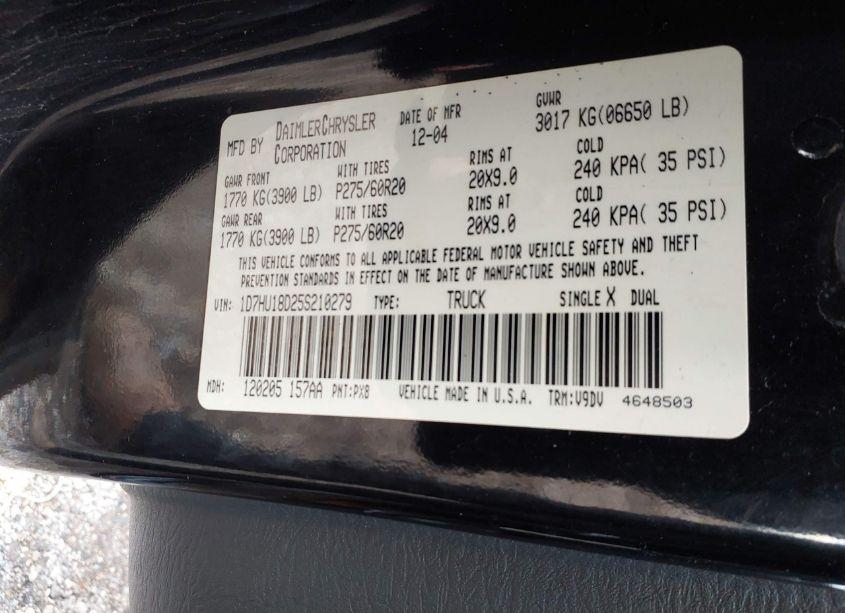 MFD BY DAIMLERCHRYSLER CORPORATION DATE OF MFR 12-04 GVWR 3017 KG(06650 LB)
GAWR FRONT WITH TIRES RIMS AT COLD
1770 KG(3900 LB) P275/60R20 20X9.0 240 KPA( 35 PSI)
GAWR REAR WITH TIRES RIMS AT COLD
1770 KG(3900 LB) P275/60R20 20X9.0 240 KPA( 35 PSI)
THIS VEHICLE CONFORMS TO ALL APPLICABLE FEDERAL MOTOR VEHICLE SAFETY AND THEFT
PREVENTION STANDARDS IN EFFECT ON THE DATE OF MANUFACTURE SHOWN ABOVE.
VIN: 1D7HU18D25S210279 TYPE: TRUCK SINGLE X DUAL
MDH: 120205 157AA PNT:PX8 VEHICLE MADE IN U.S.A. TRM:V9DV 4648503